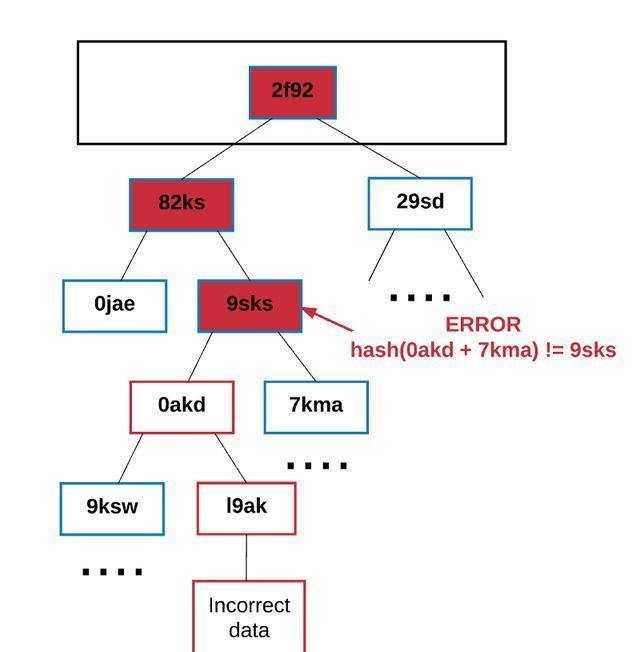 2f92
82ks
29sd
0jae
9sks
....
ERROR
hash(0akd + 7kma) != 9sks
0akd
7kma
....
9ksw
l9ak
....
Incorrect
data